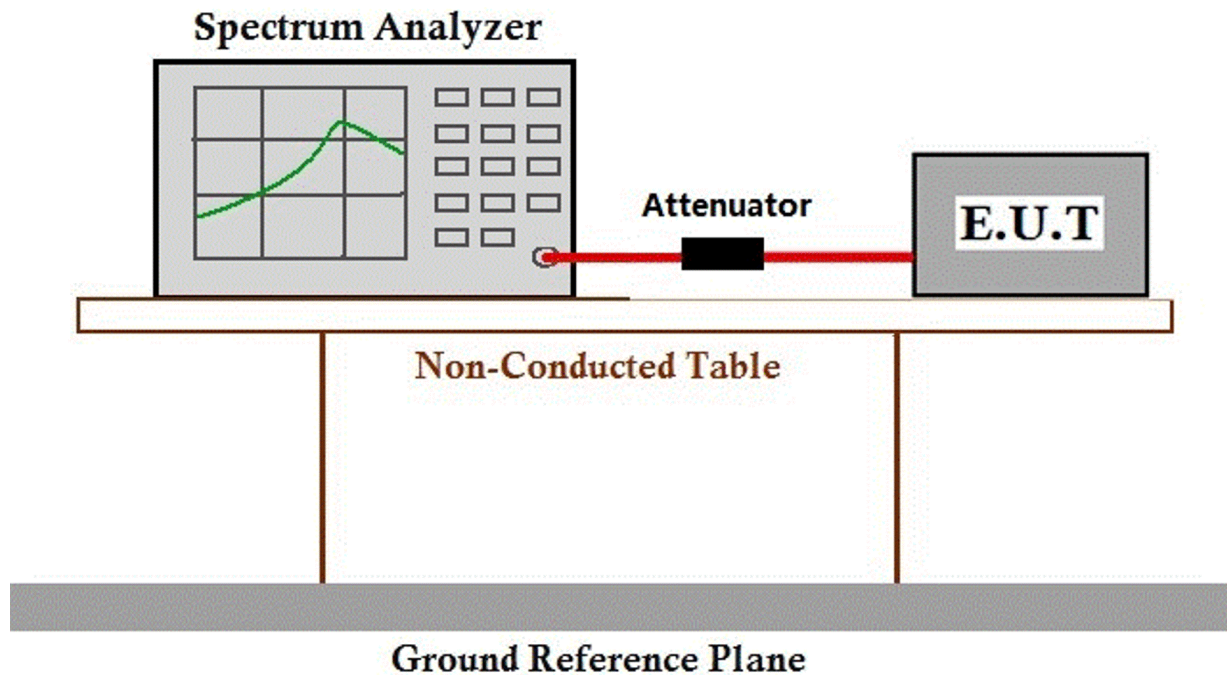 Spectrum Analyzer
Attenuator
E.U.T
Non-Conducted Table
Ground Reference Plane